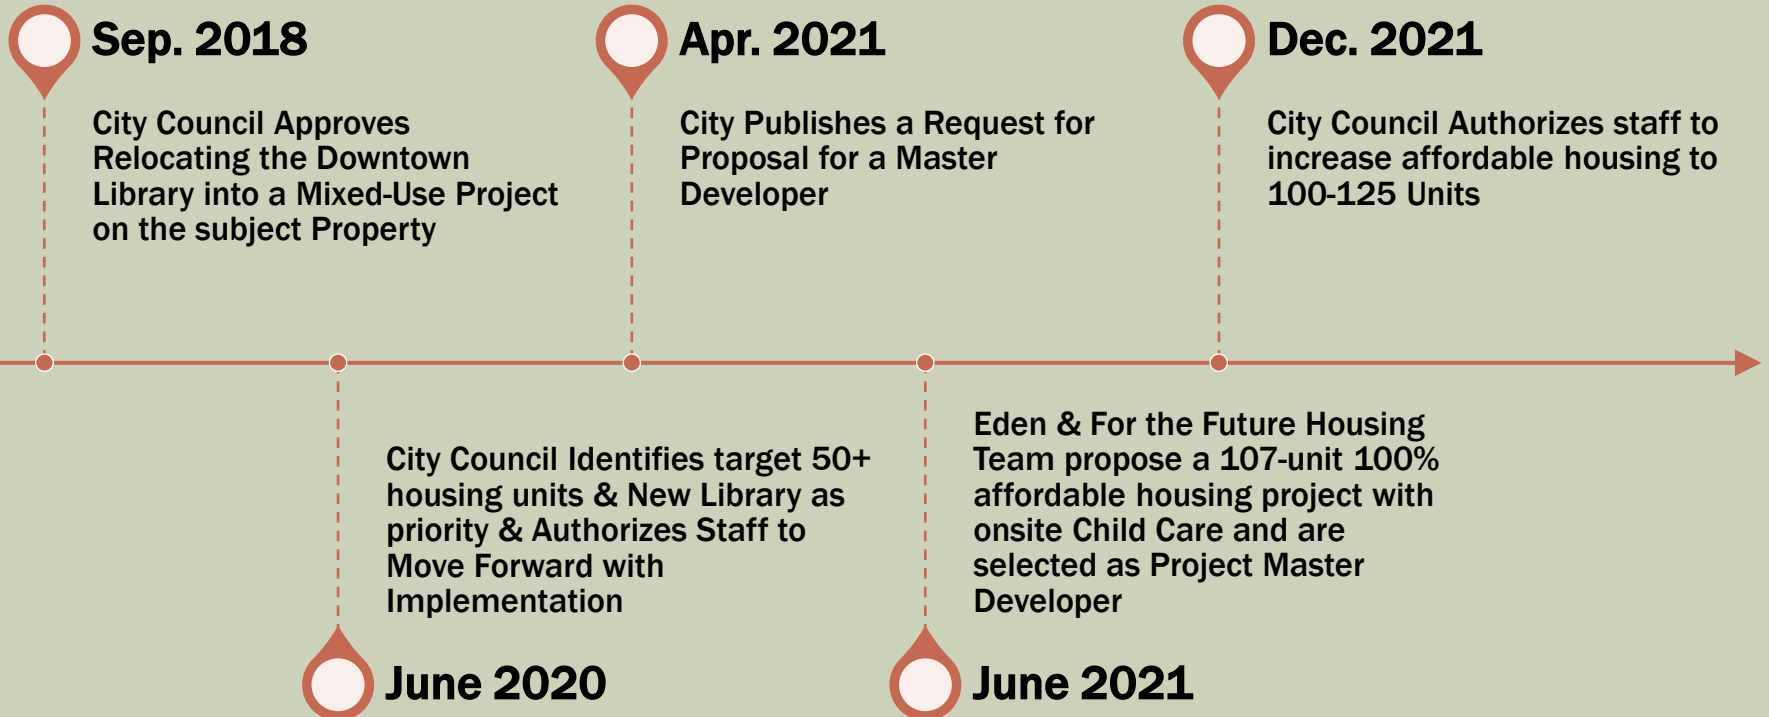 Sep. 2018
City Council Approves
Relocating the Downtown
Library into a Mixed-Use Project
on the subject Property
Apr. 2021
City Publishes a Request for
Proposal for a Master
Developer
Dec. 2021
City Council Authorizes staff to
increase affordable housing to
100-125 Units
City Council Identifies target 50+
housing units & New Library as
priority & Authorizes Staff to
Move Forward with
Implementation
June 2020
Eden & For the Future Housing
Team propose a 107-unit 100%
affordable housing project with
onsite Child Care and are
selected as Project Master
Developer
June 2021